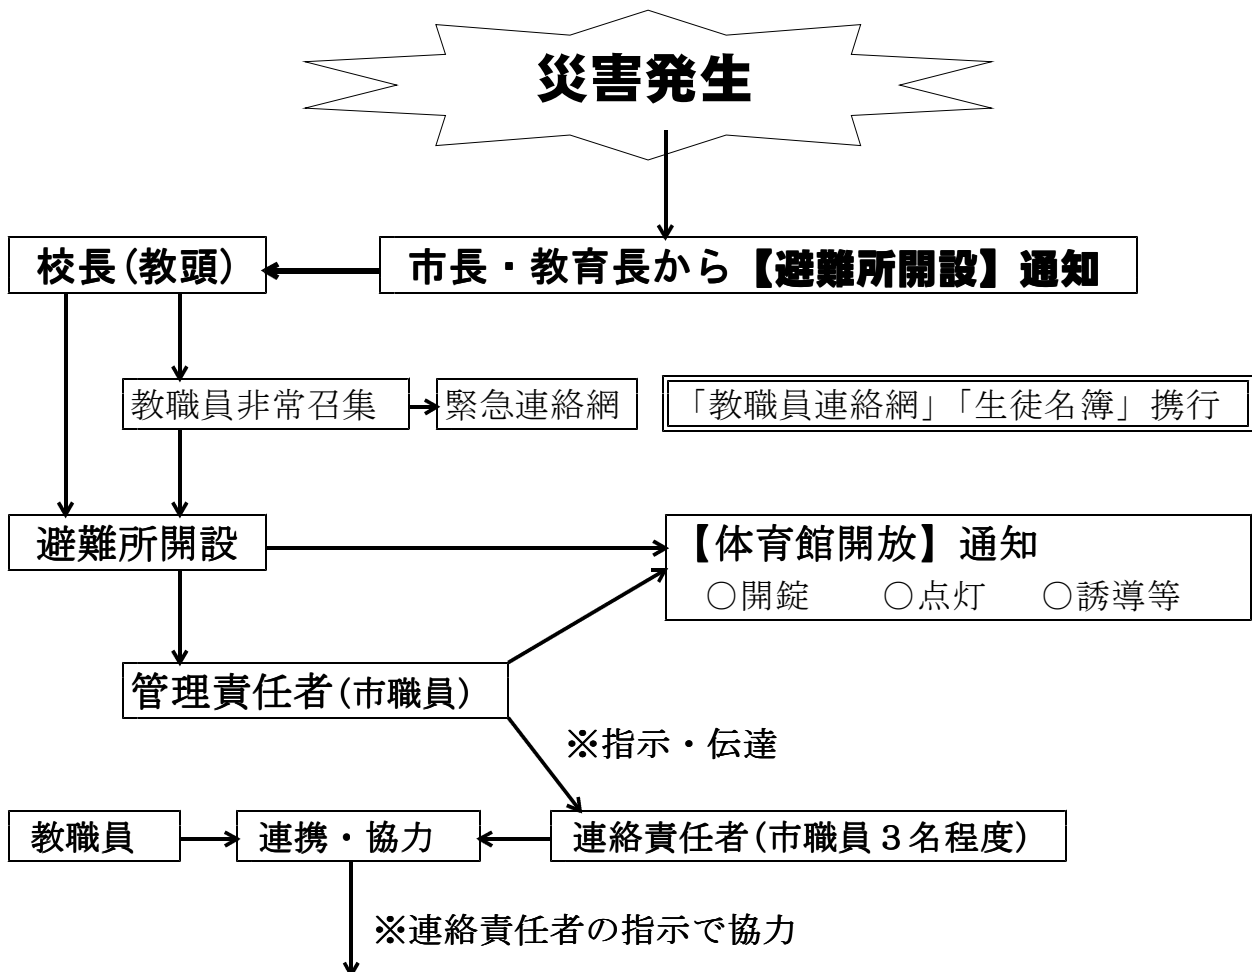 災害発生
校長(教頭)
市長・教育長から【避難所開設】通知
教職員非常召集
緊急連絡網
「教職員連絡網」「生徒名簿」携行
避難所開設
【体育館開放】通知
○開錠 ○点灯 ○誘導等
管理責任者(市職員)
※指示・伝達
教職員
連携・協力
連絡責任者(市職員3名程度)
※連絡責任者の指示で協力